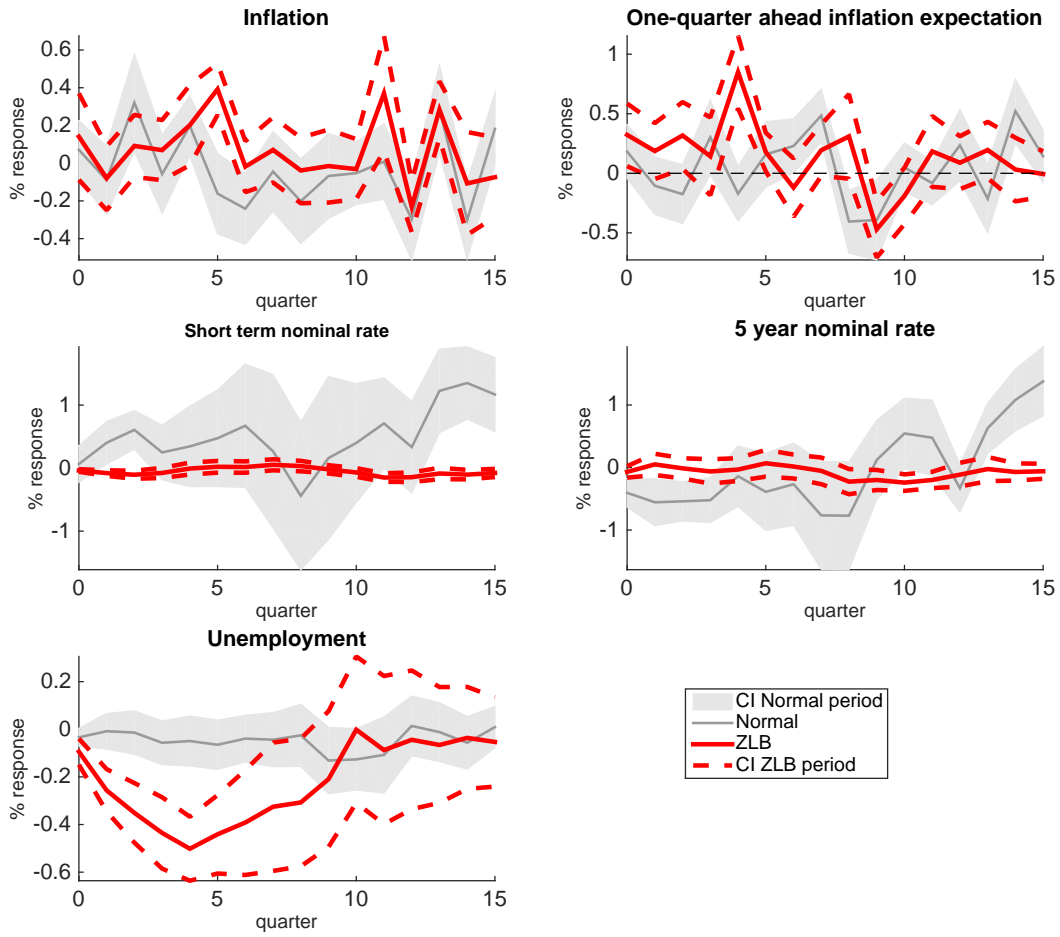 Inflation
% response
0.6
0.4
0.2
0
-0.2
-0.4
0
5
10
15
quarter
One-quarter ahead inflation expectation
% response
1
0.5
0
-0.5
0
5
10
15
quarter
Short term nominal rate
% response
1
0
-1
0
5
10
15
quarter
5 year nominal rate
% response
1
0
-1
0
5
10
15
quarter
Unemployment
% response
0.2
0
-0.2
-0.4
-0.6
0
5
10
15
quarter
CI Normal period
Normal
ZLB
CI ZLB period